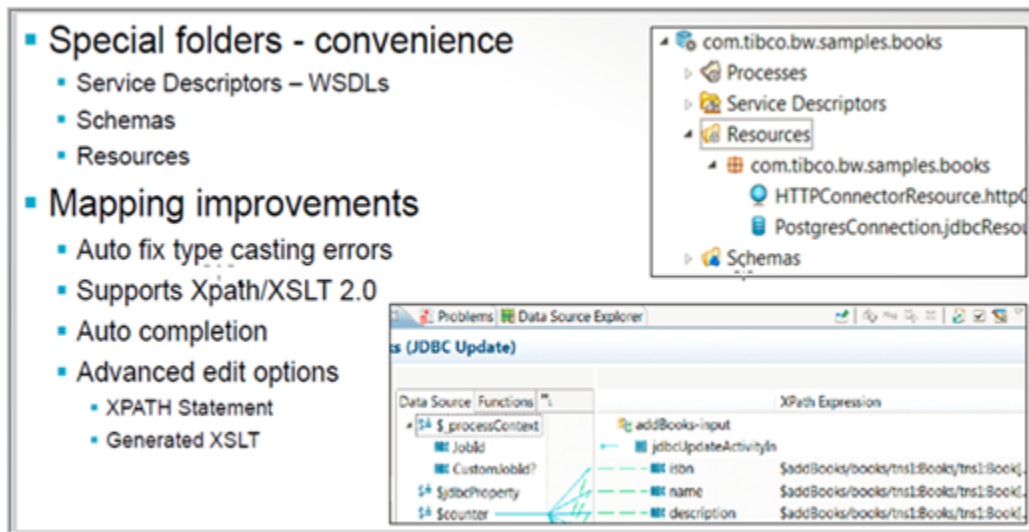 Special folders - convenience
Service Descriptors – WSDLs
Schemas
Resources
Mapping improvements
Auto fix type casting errors
Supports Xpath/XSLT 2.0
Auto completion
Advanced edit options
XPATH Statement
Generated XSLT
com.tibco.bw.samples.books
Processes
Service Descriptors
Resources
com.tibco.bw.samples.books
HTTPConnectorResource.httpC
PostgresConnection.jdbcResou
Schemas
Problems Data Source Explorer
s (JDBC Update)
Data Source Functions XPath Expression
$_processContext addBooks-input
JobId jdbcUpdateActivityIn
CustomJobId? isbn $addBooks/books/tns1:Books/tns1:Book[...
$jdbcProperty name $addBooks/books/tns1:Books/tns1:Book[...
$counter description $addBooks/books/tns1:Books/tns1:Book[...